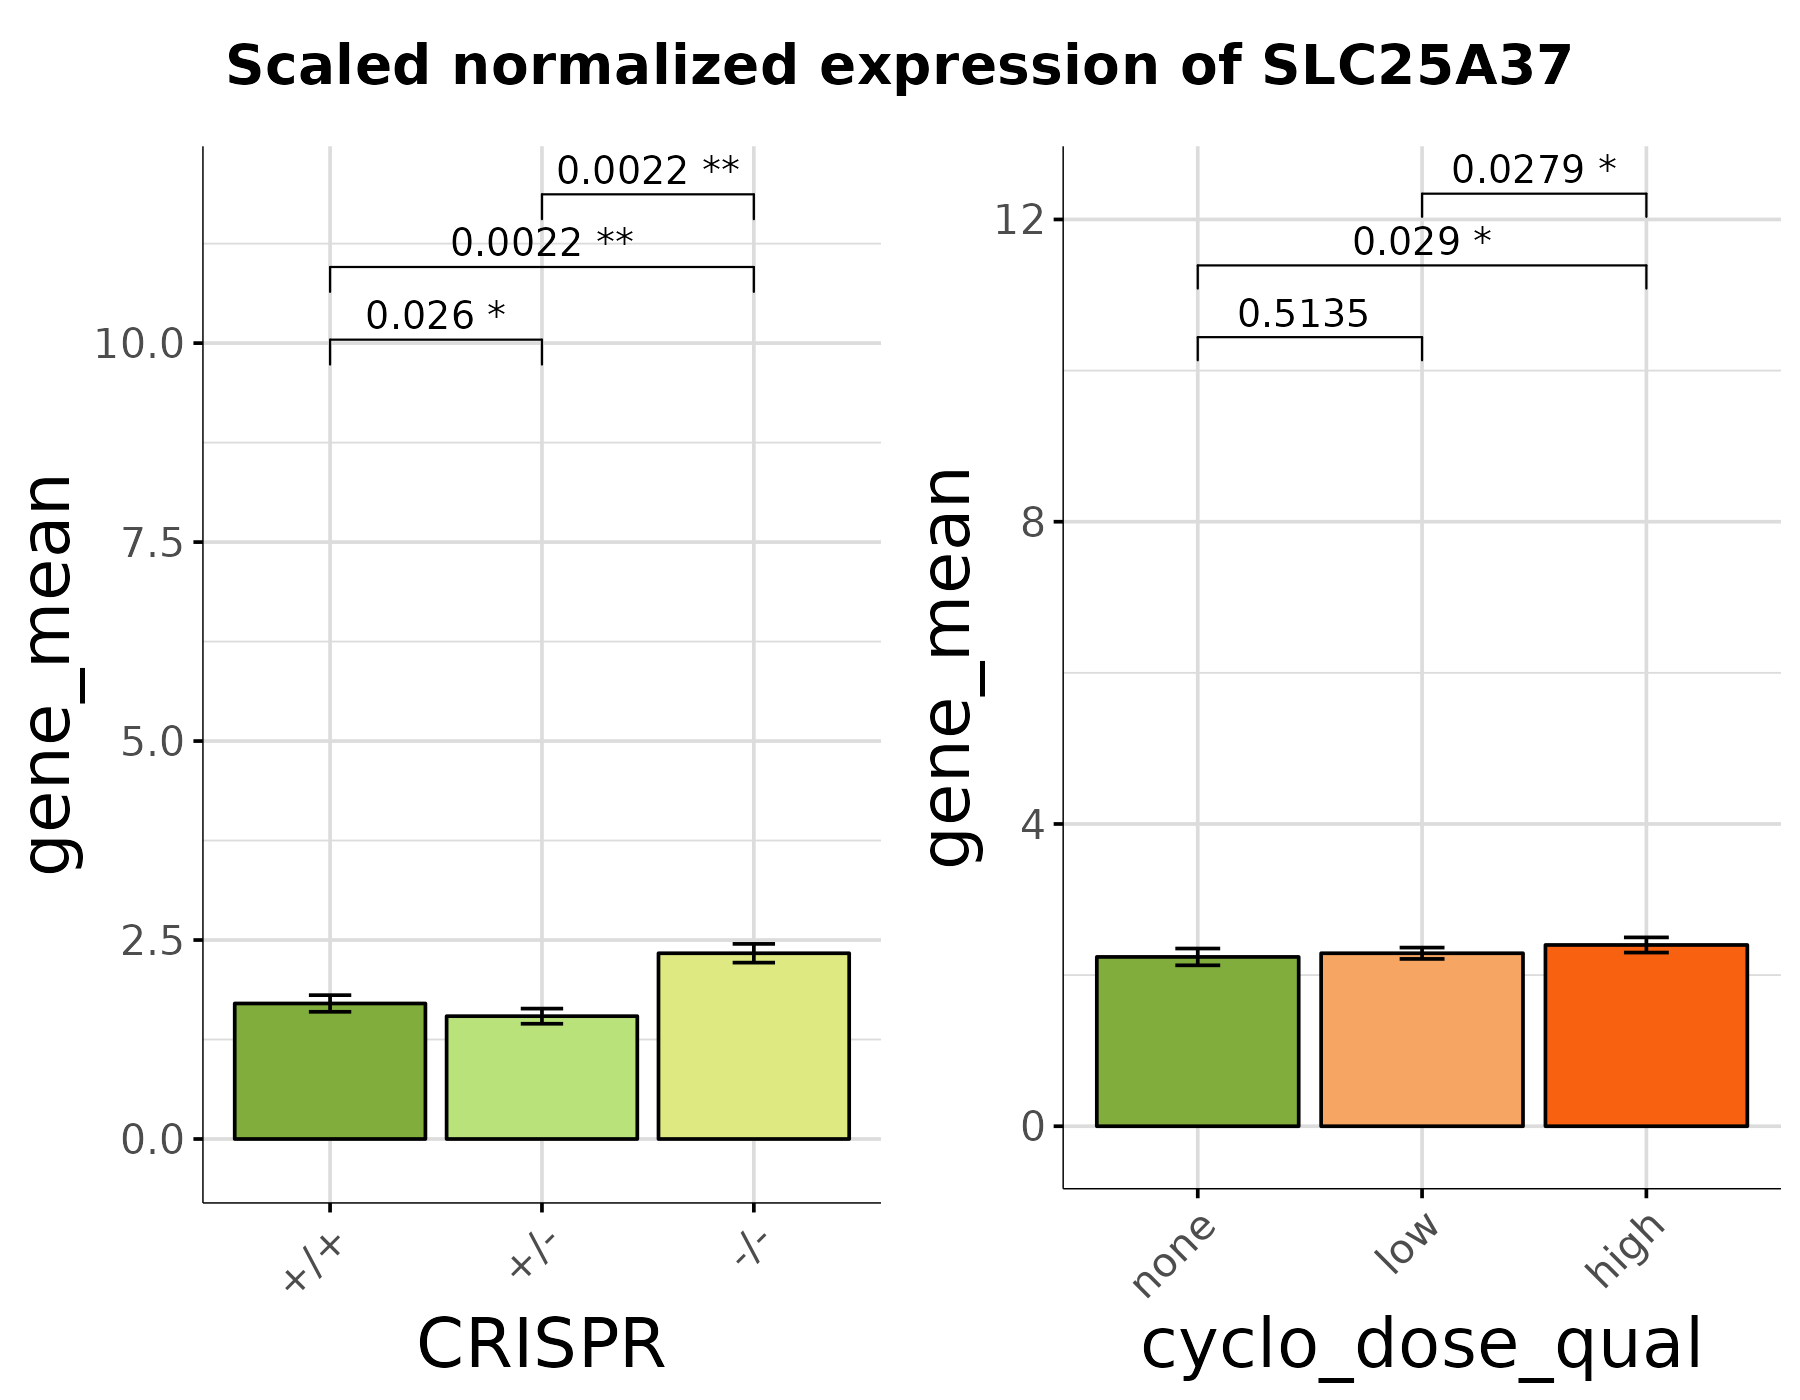 Scaled normalized expression of SLC25A37
0.0022 **
0.0022 **
0.026 *
10.0
7.5
5.0
2.5
0.0
gene_mean
+/+
+/-
-/-
CRISPR
0.0279 *
0.029 *
0.5135
12
8
4
0
gene_mean
none
low
high
cyclo_dose_qual